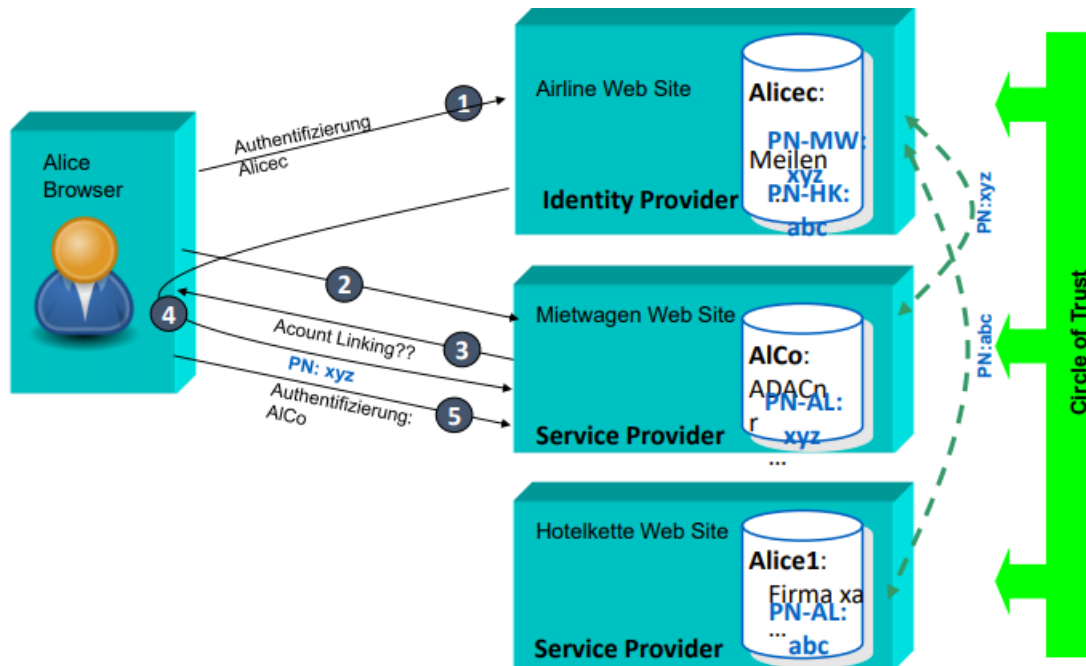 Alice
Browser
1
Authentifizierung
Alicec
2
Acount Linking??
3
4
PN: xyz
Authentifizierung:
AlCo
5
Airline Web Site
Identity Provider
Alicec:
PN-MW:
Meilen
xyz
...
PN-HK:
abc
Mietwagen Web Site
Service Provider
AlCo:
ADACn
PN-AL:
r
xyz
...
Hotelkette Web Site
Service Provider
Alice1:
Firma xa
PN-AL:
...
abc
PN:xyz
PN:abc
Circle of Trust